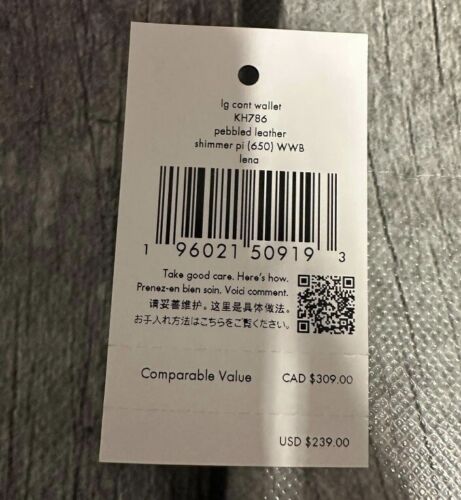 lg cont wallet
KH786
pebbled leather
shimmer pi (650) WWB
lena
1 96021 50919 3
Take good care. Here's how.
Prenez-en bien soin. Voici comment.
请妥善维护。这里是具体做法。
お手入れ方法はこちらをご覧ください。
Comparable Value CAD $309.00
USD $239.00